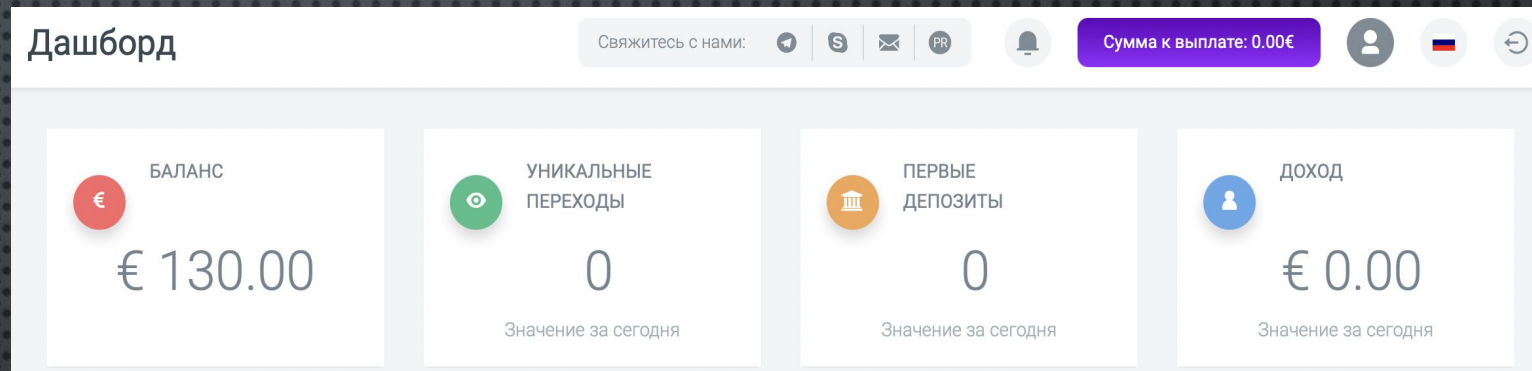 Дашборд
Свяжитесь с нами:
PR
Сумма к выплате: 0.00€
БАЛАНС
€
€ 130.00
УНИКАЛЬНЫЕ
ПЕРЕХОДЫ
0
Значение за сегодня
ПЕРВЫЕ
ДЕПОЗИТЫ
0
Значение за сегодня
ДОХОД
€ 0.00
Значение за сегодня